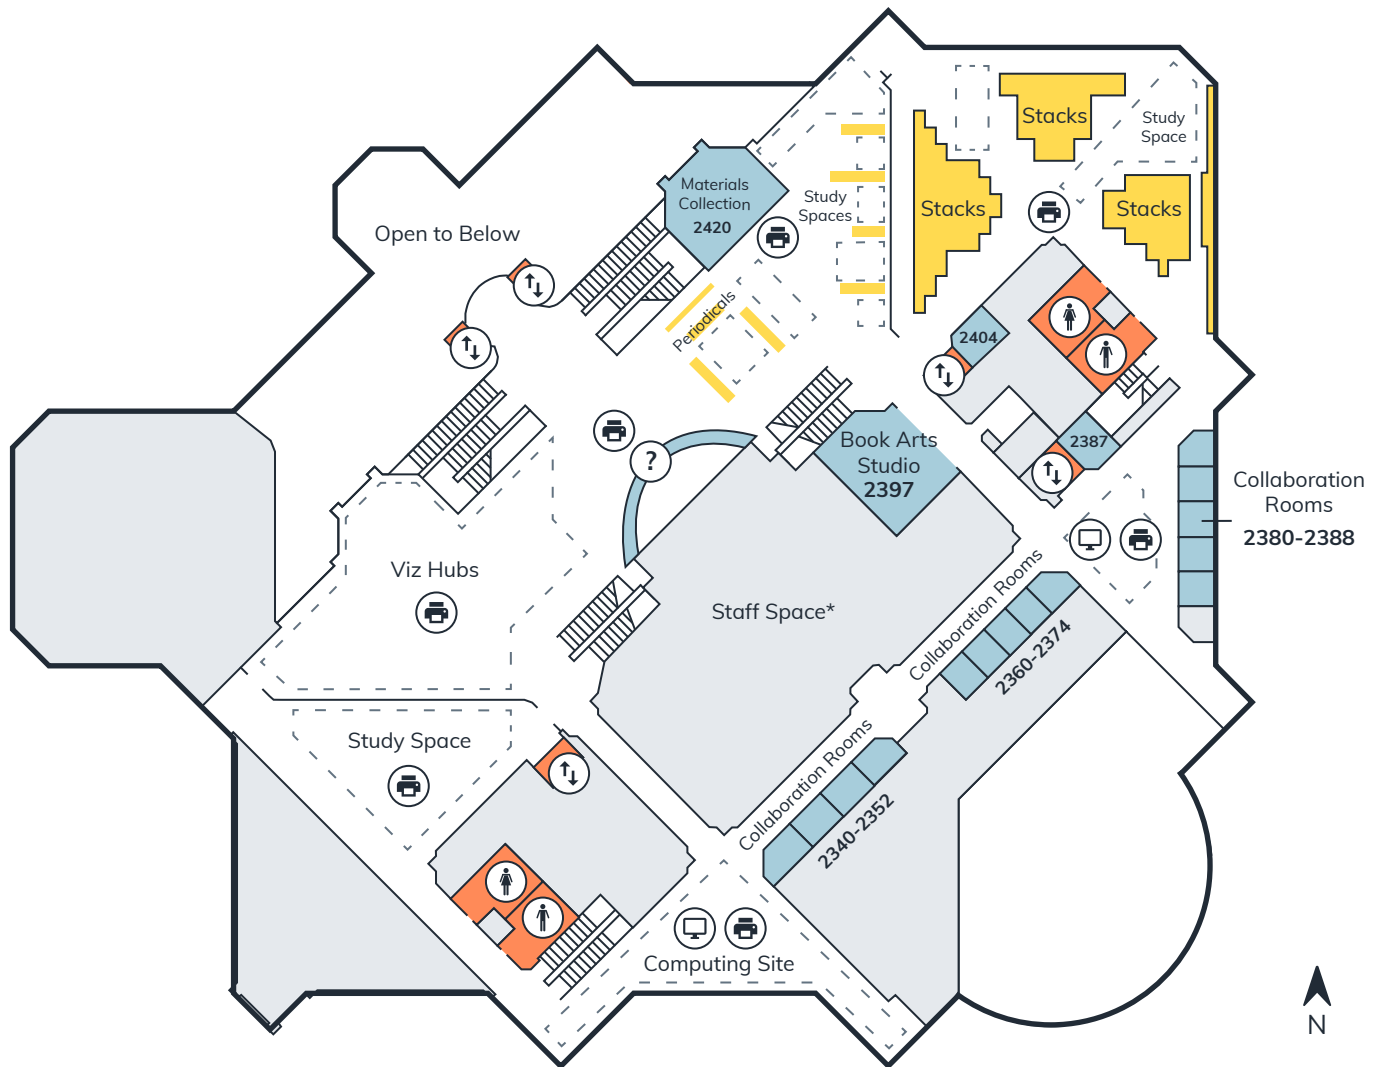 Stacks
Study
Space
Materials
Collection
2420
Study
Spaces
Stacks
Stacks
Open to Below
Periodicals
2404
Book Arts
Studio
2397
2387
?
Collaboration
Rooms
2380-2388
Viz Hubs
Staff Space*
Collaboration Rooms
2360-2374
Study Space
Collaboration Rooms
2340-2352
Computing Site
N